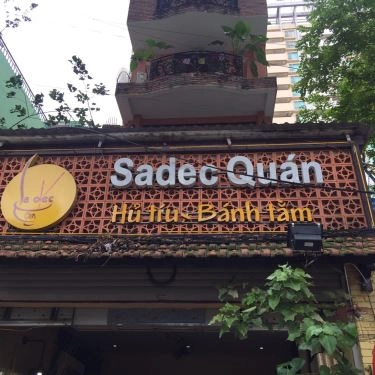 Sadec Quán
Hủ tíu - Bánh tằm